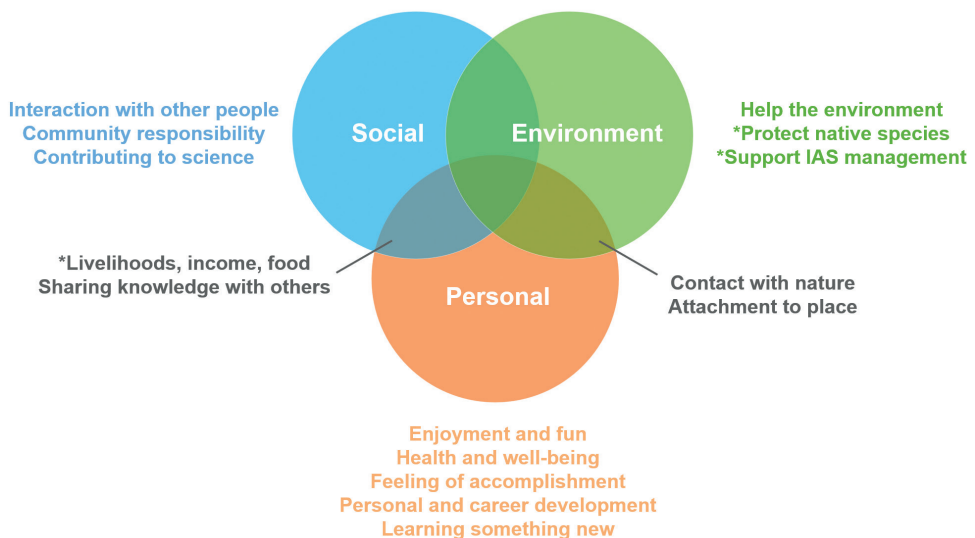 Social
Environment
Personal
Interaction with other people
Community responsibility
Contributing to science
Help the environment
*Protect native species
*Support IAS management
*Livelihoods, income, food
Sharing knowledge with others
Contact with nature
Attachment to place
Enjoyment and fun
Health and well-being
Feeling of accomplishment
Personal and career development
Learning something new